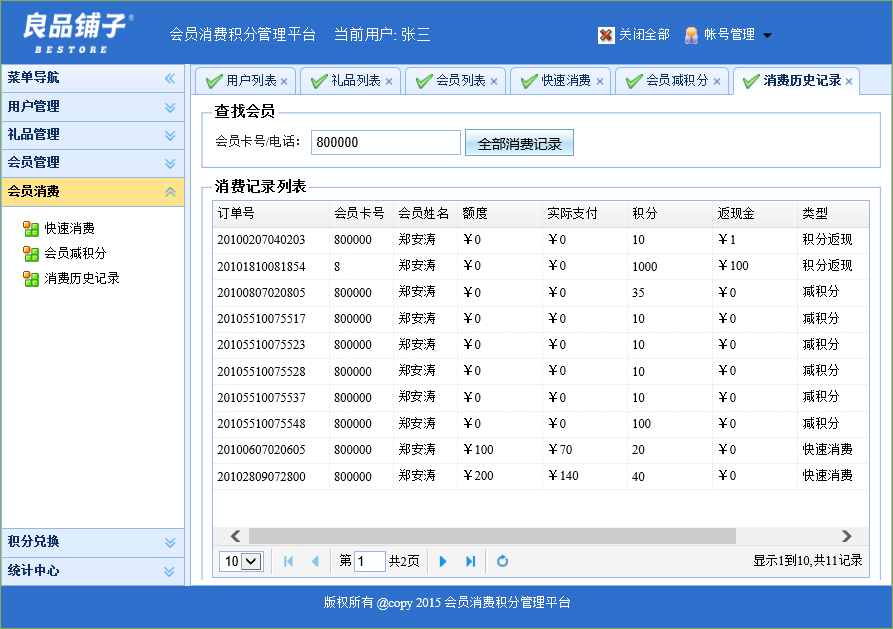 良品铺子®
BESTORE
会员消费积分管理平台 当前用户: 张三
关闭全部 帐号管理
菜单导航
用户管理
礼品管理
会员管理
会员消费
快速消费
会员减积分
消费历史记录
积分兑换
统计中心
用户列表 × 礼品列表 × 会员列表 × 快速消费 × 会员减积分 × 消费历史记录 ×
查找会员
会员卡号/电话： 800000 全部消费记录
消费记录列表
订单号 会员卡号 会员姓名 额度 实际支付 积分 返现金 类型
20100207040203 800000 郑安涛 ￥0 ￥0 10 ￥1 积分返现
20101810081854 8 郑安涛 ￥0 ￥0 1000 ￥100 积分返现
20100807020805 800000 郑安涛 ￥0 ￥0 35 ￥0 减积分
20105510075517 800000 郑安涛 ￥0 ￥0 10 ￥0 减积分
20105510075523 800000 郑安涛 ￥0 ￥0 10 ￥0 减积分
20105510075528 800000 郑安涛 ￥0 ￥0 10 ￥0 减积分
20105510075537 800000 郑安涛 ￥0 ￥0 10 ￥0 减积分
20105510075548 800000 郑安涛 ￥0 ￥0 100 ￥0 减积分
20100607020605 800000 郑安涛 ￥100 ￥70 20 ￥0 快速消费
20102809072800 800000 郑安涛 ￥200 ￥140 40 ￥0 快速消费
10 第 1 共2页 显示1到10,共11记录
版权所有 @copy 2015 会员消费积分管理平台